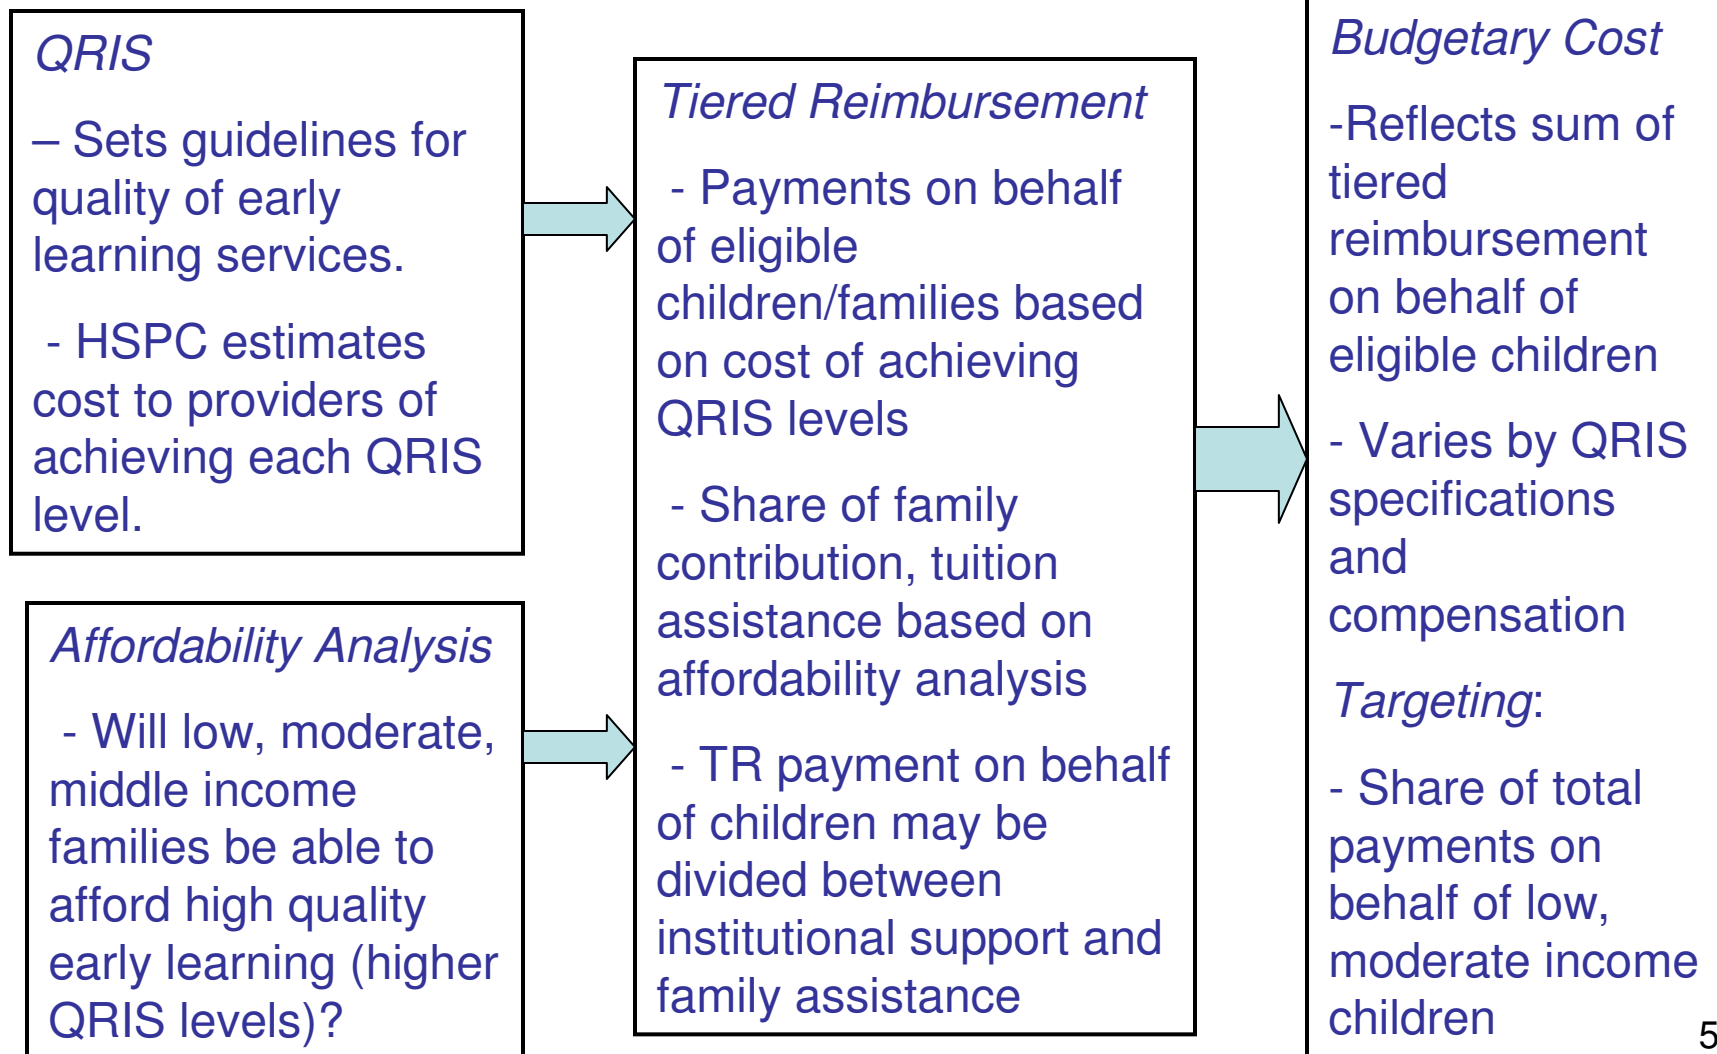 QRIS
– Sets guidelines for
quality of early
learning services.
- HSPC estimates
cost to providers of
achieving each QRIS
level.
Affordability Analysis
- Will low, moderate,
middle income
families be able to
afford high quality
early learning (higher
QRIS levels)?
Tiered Reimbursement
- Payments on behalf
of eligible
children/families based
on cost of achieving
QRIS levels
- Share of family
contribution, tuition
assistance based on
affordability analysis
- TR payment on behalf
of children may be
divided between
institutional support and
family assistance
Budgetary Cost
-Reflects sum of
tiered
reimbursement
on behalf of
eligible children
- Varies by QRIS
specifications
and
compensation
Targeting:
- Share of total
payments on
behalf of low,
moderate income
children
5